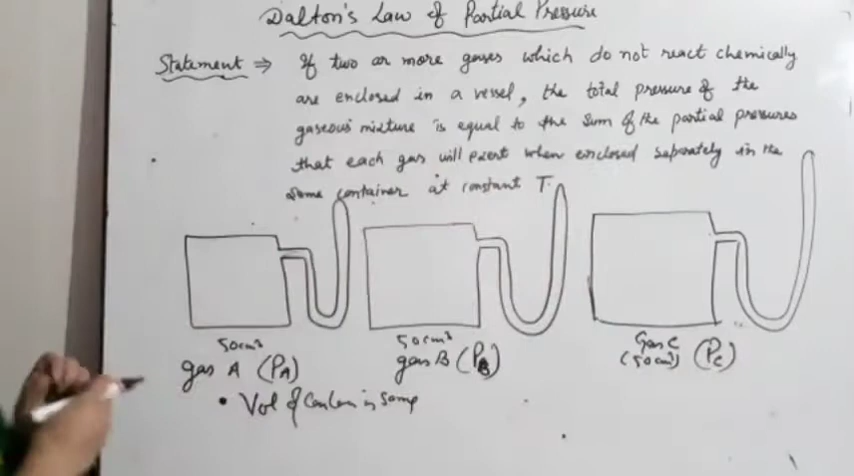 Dalton's Law of Partial Pressure
Statement ⇒ If two or more gases which do not react chemically
are enclosed in a vessel, the total pressure of the
gaseous mixture is equal to the sum of the partial pressures
that each gas will exert when enclosed separately in the
same container at constant T.
50cm³ 50cm³ Gas C
gas A (PA) gas B (PB) (50cm³) (PC)
• Vol of in same